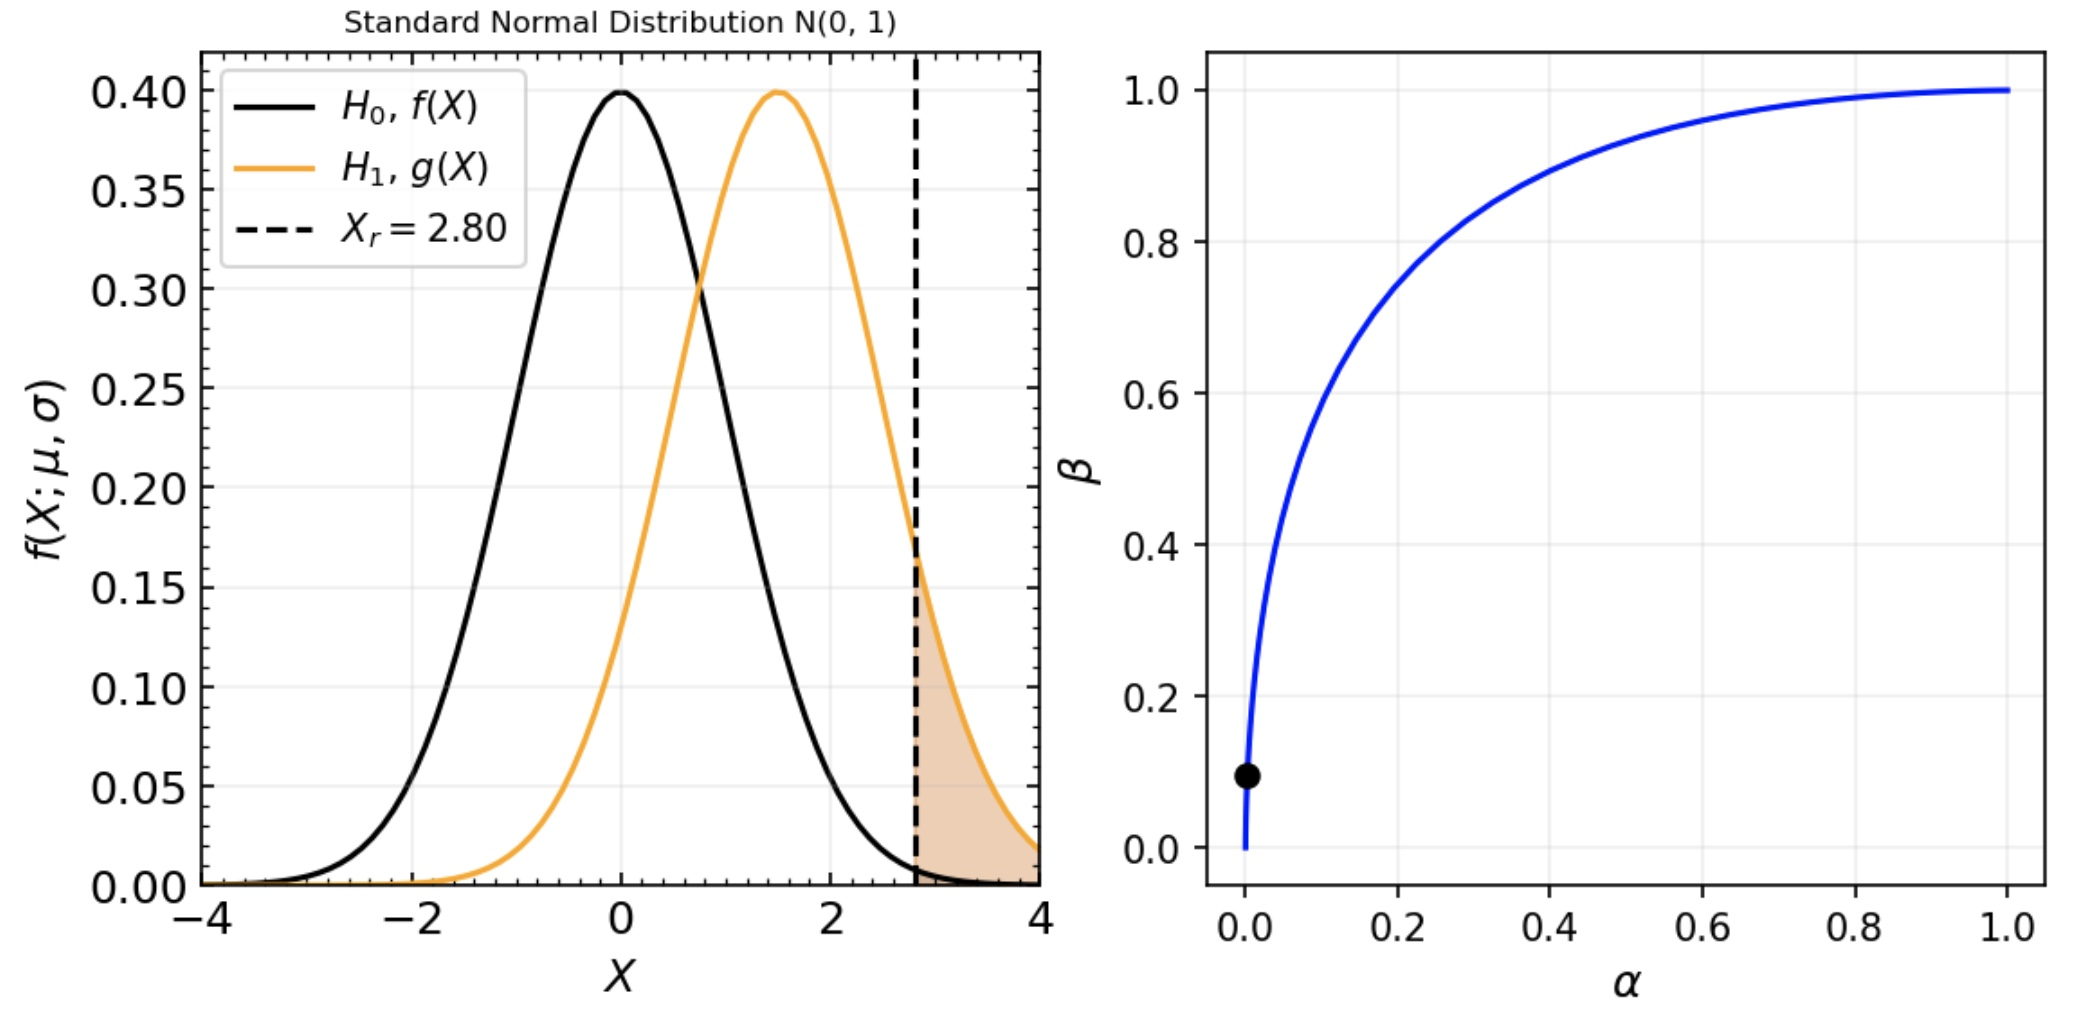 Standard Normal Distribution N(0, 1)
H₀, f(X)
H₁, g(X)
Xᵣ = 2.80
f(X; μ, σ)
0.40
0.35
0.30
0.25
0.20
0.15
0.10
0.05
0.00
−4 −2 0 2 4
X
β
1.0
0.8
0.6
0.4
0.2
0.0
0.0 0.2 0.4 0.6 0.8 1.0
α